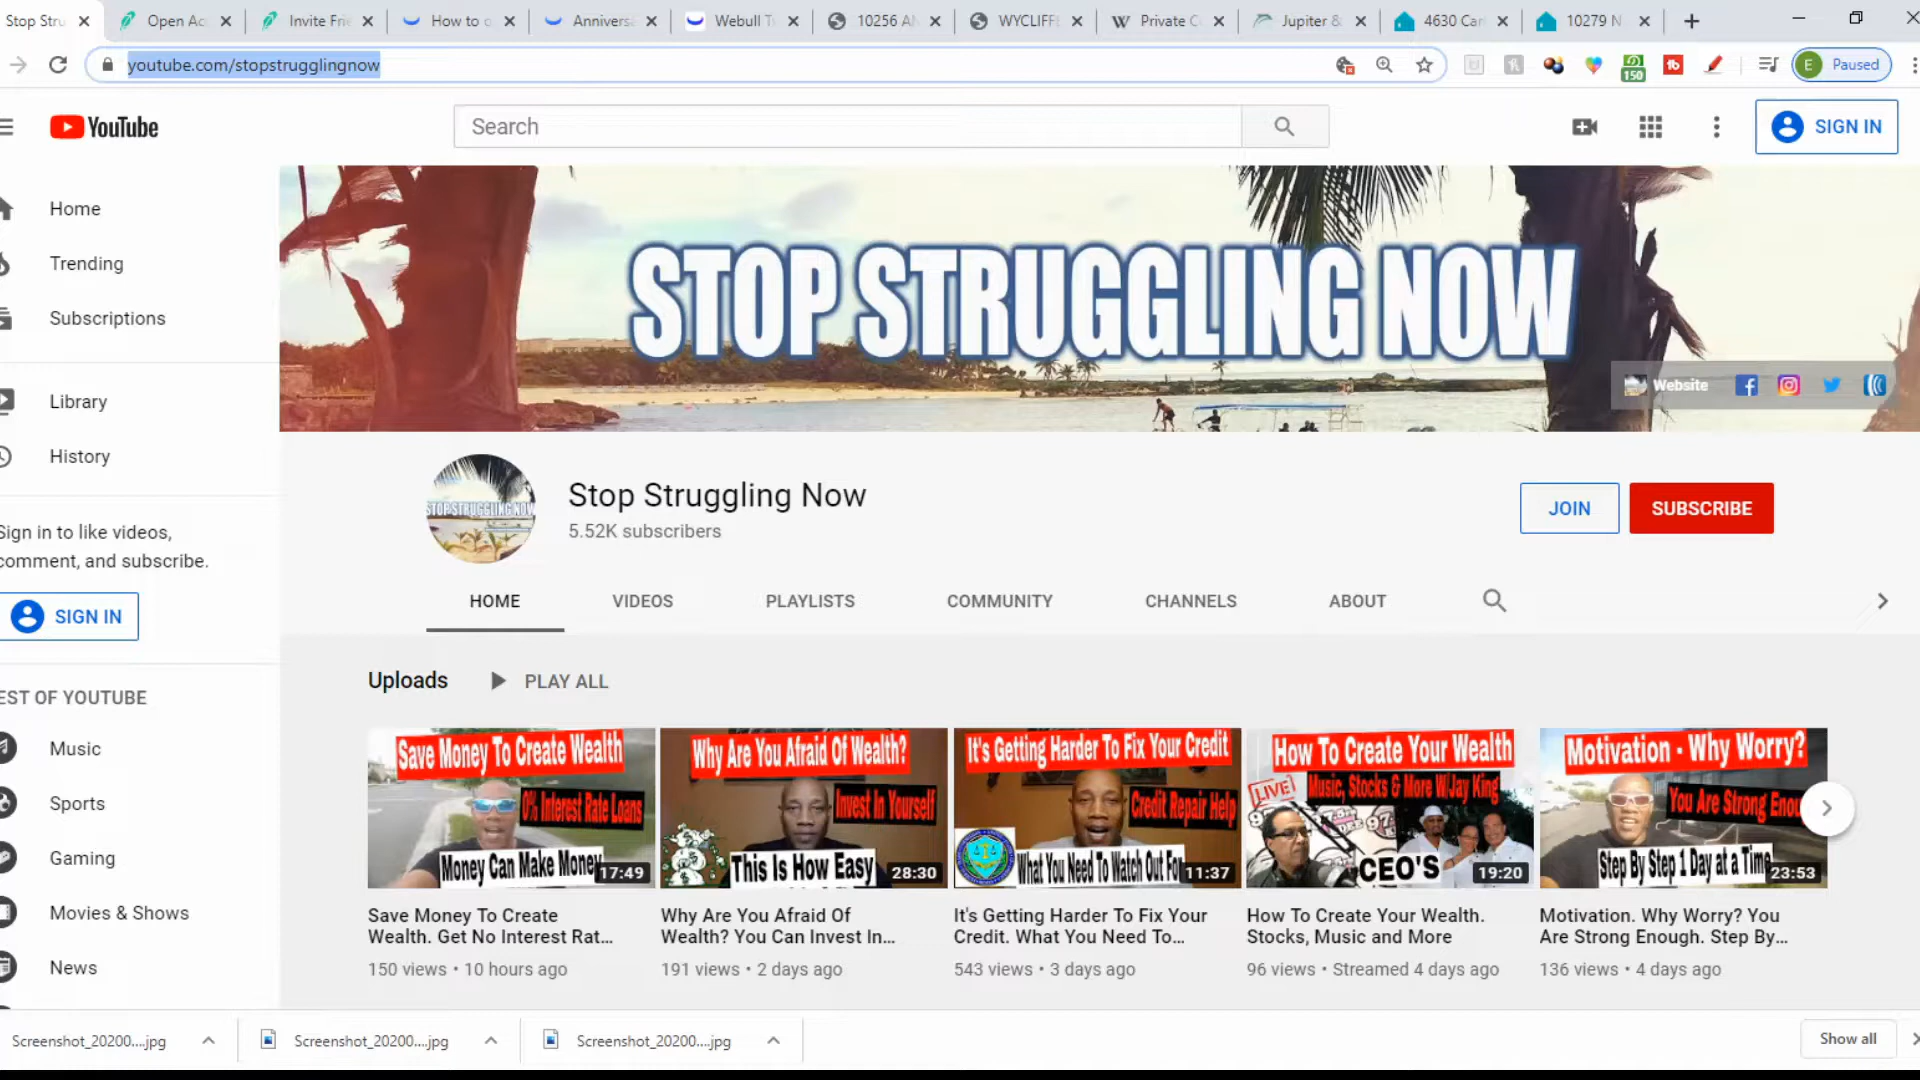 Stop Stru
Open Ac
Invite Frie
How to o
Anniversa
Webull T
10256 A
WYCLIFF
Private C
Jupiter &
4630 Car
10279 N
youtube.com/stopstrugglingnow
150
E
Paused
YouTube
Search
SIGN IN
Home
Trending
Subscriptions
Library
History
Sign in to like videos,
comment, and subscribe.
SIGN IN
EST OF YOUTUBE
Music
Sports
Gaming
Movies & Shows
News
STOP STRUGGLING NOW
Website
STOP STRUGGLING NOW
Stop Struggling Now
5.52K subscribers
JOIN
SUBSCRIBE
HOME
VIDEOS
PLAYLISTS
COMMUNITY
CHANNELS
ABOUT
Uploads
PLAY ALL
Save Money To Create Wealth
0% Interest Rate Loans
Money Can Make Money
17:49
Save Money To Create
Wealth. Get No Interest Rat...
150 views • 10 hours ago
Why Are You Afraid Of Wealth?
Invest In Yourself
This Is How Easy
28:30
Why Are You Afraid Of
Wealth? You Can Invest In...
191 views • 2 days ago
It's Getting Harder To Fix Your Credit
Credit Repair Help
What You Need To Watch Out For
11:37
It's Getting Harder To Fix Your
Credit. What You Need To...
543 views • 3 days ago
How To Create Your Wealth
LIVE!
Music, Stocks & More W/Jay King
CEO'S
19:20
How To Create Your Wealth.
Stocks, Music and More
96 views • Streamed 4 days ago
Motivation - Why Worry?
You Are Strong Enou
Step By Step 1 Day at a Time
23:53
Motivation. Why Worry? You
Are Strong Enough. Step By...
136 views • 4 days ago
Screenshot_20200....jpg
Screenshot_20200....jpg
Screenshot_20200....jpg
Show all